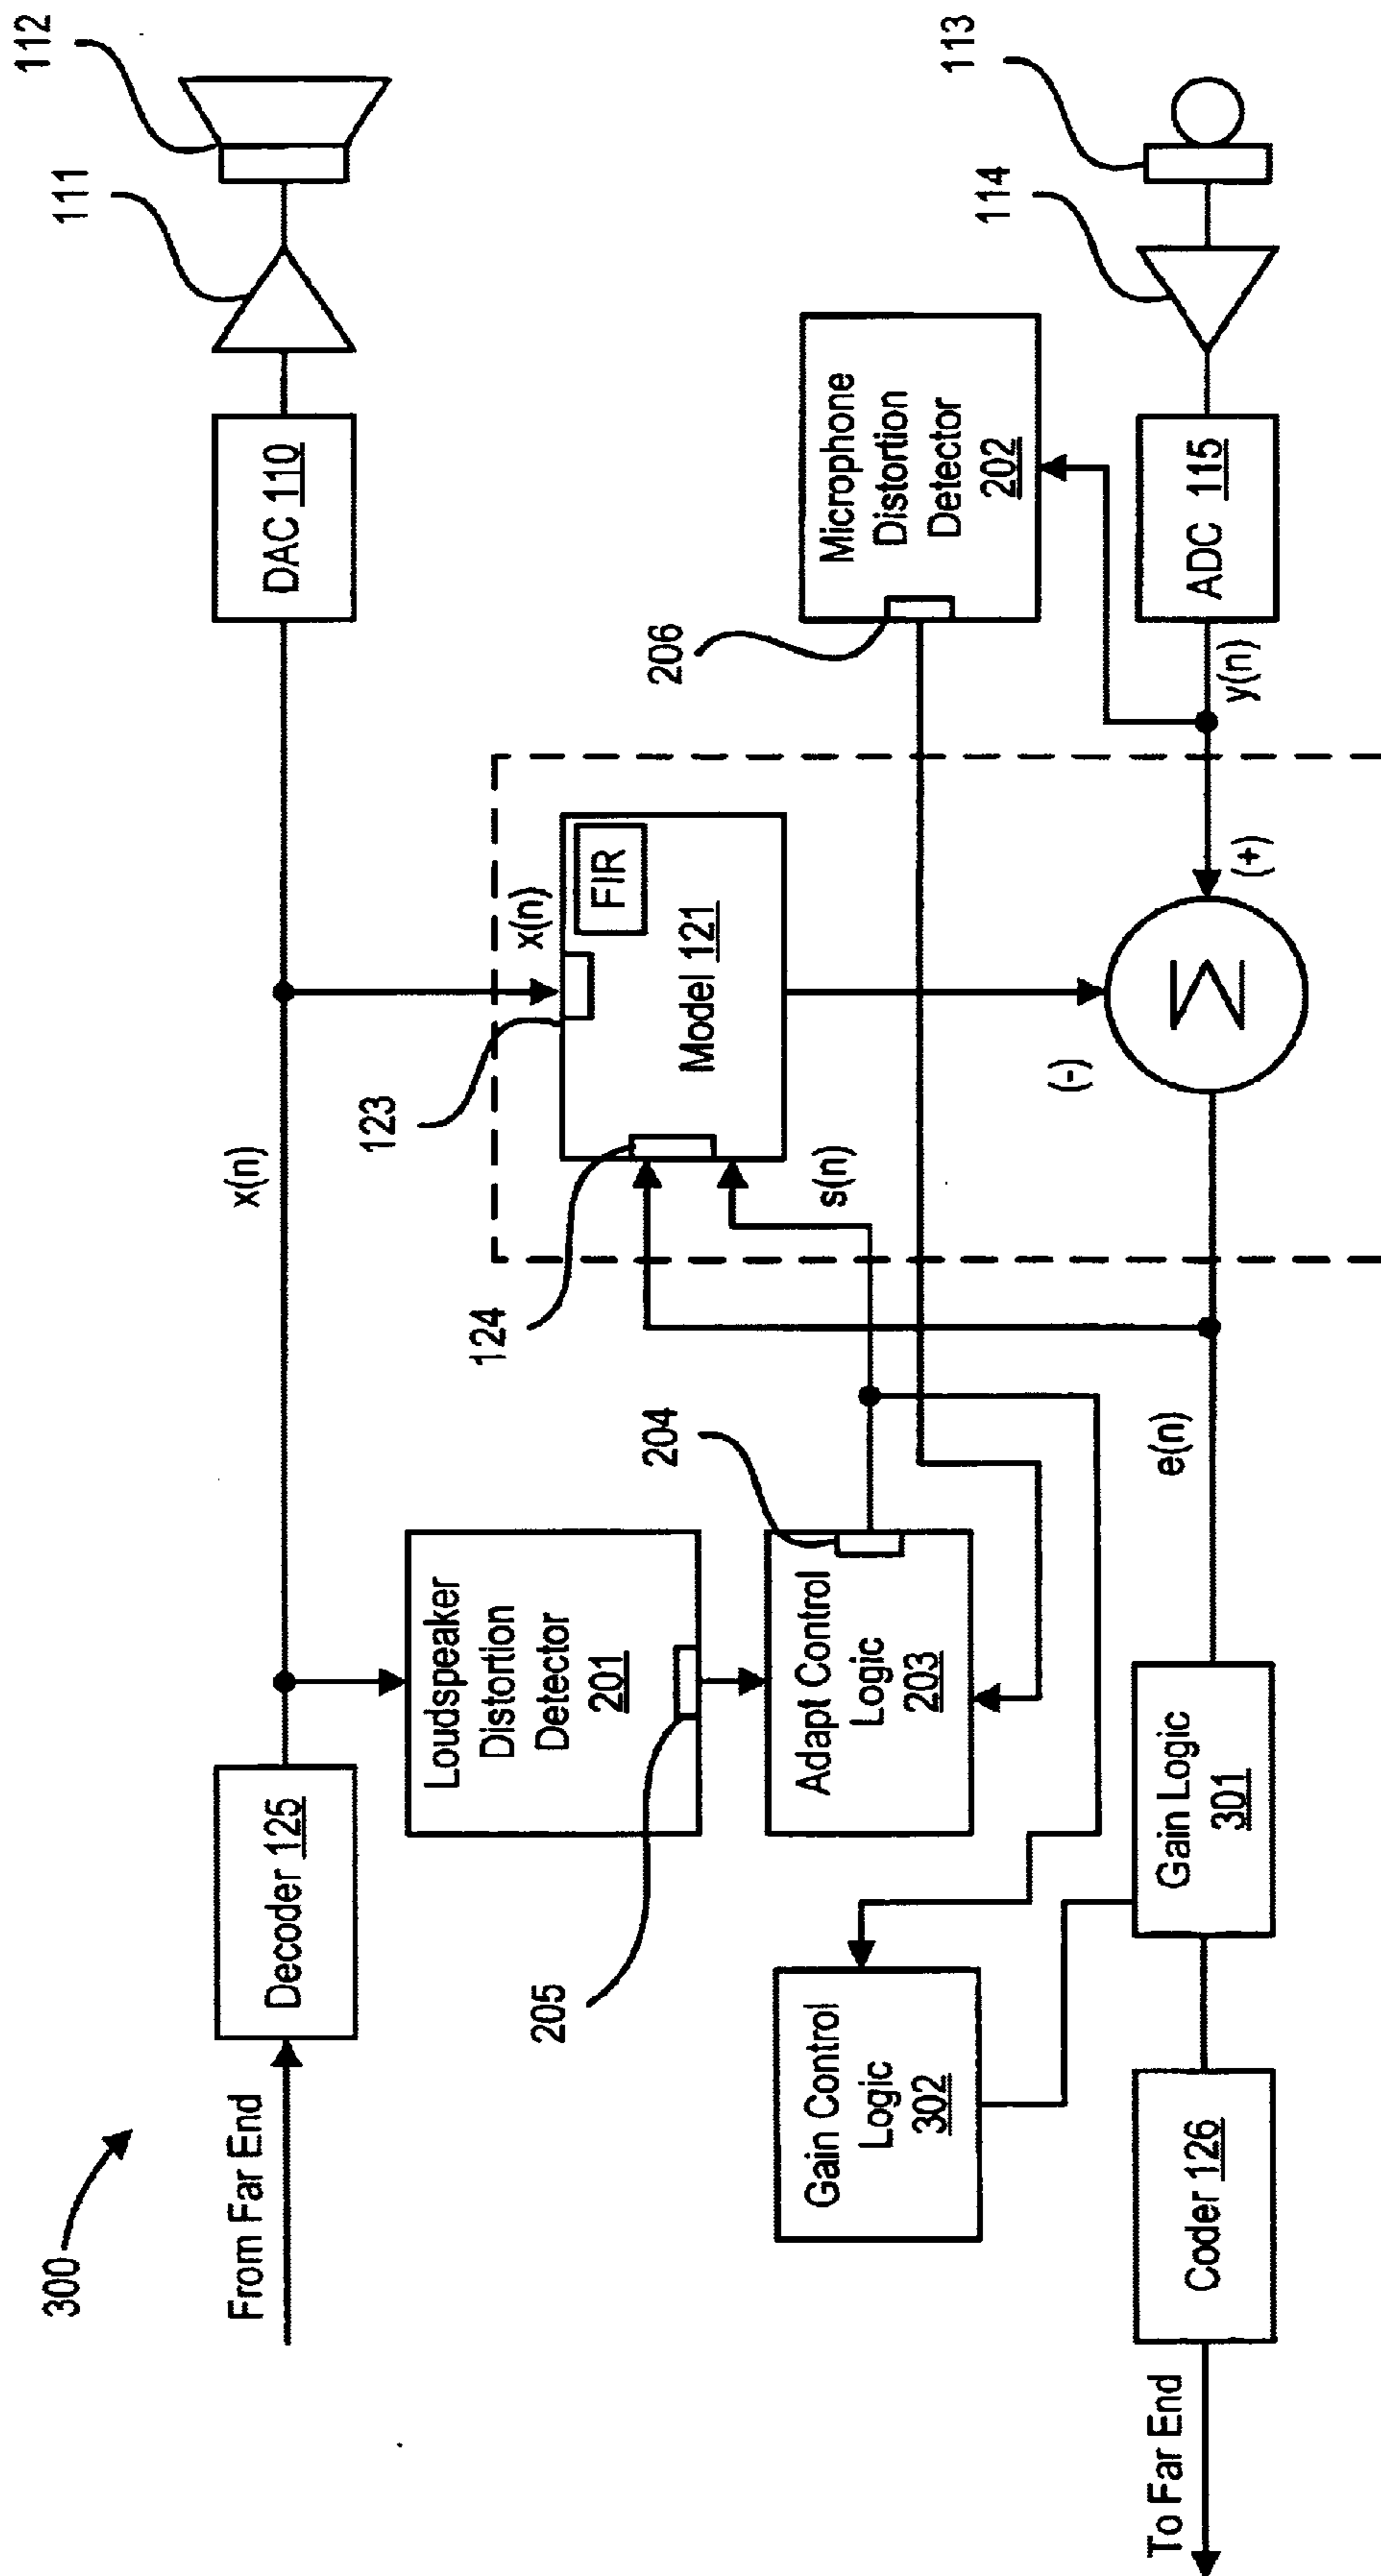 300
From Far End
Decoder 125
x(n)
DAC 110
111
112
Loudspeaker
Distortion
Detector
201
205
123
x(n)
FIR
Model 121
124
s(n)
(-)
Adapt Control
Logic
203
204
Microphone
Distortion
Detector
202
206
Gain Control
Logic
302
To Far End
Coder 126
Gain Logic
301
e(n)
Σ
(+)
y(n)
ADC 115
114
113